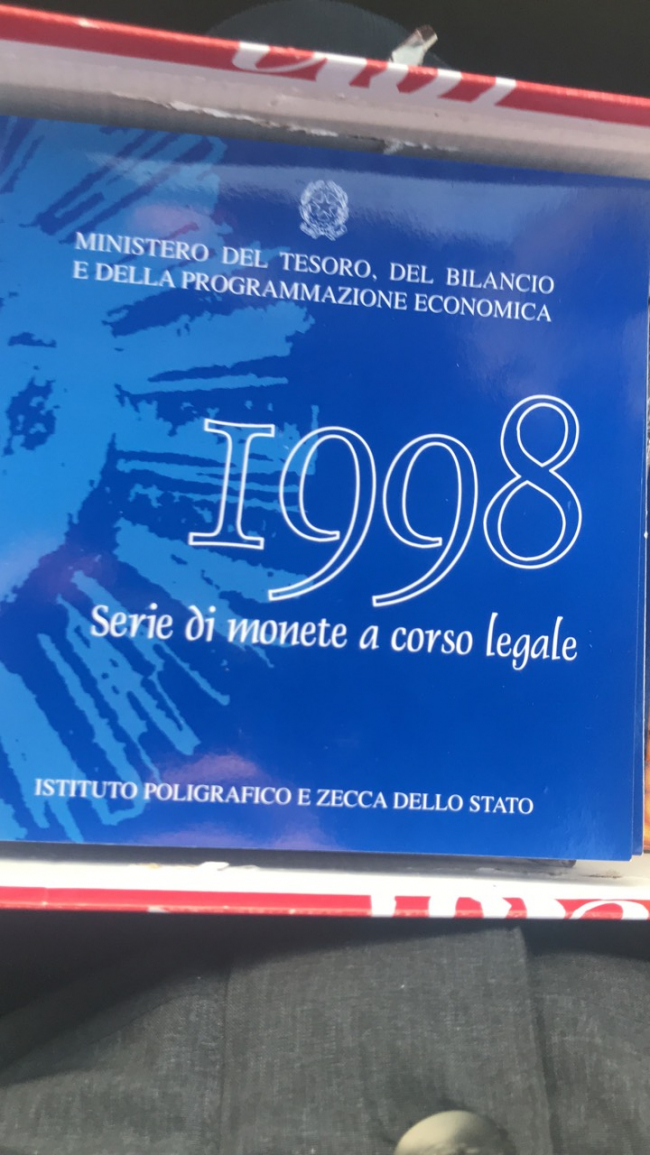 MINISTERO DEL TESORO, DEL BILANCIO
E DELLA PROGRAMMAZIONE ECONOMICA
1998
Serie di monete a corso legale
ISTITUTO POLIGRAFICO E ZECCA DELLO STATO